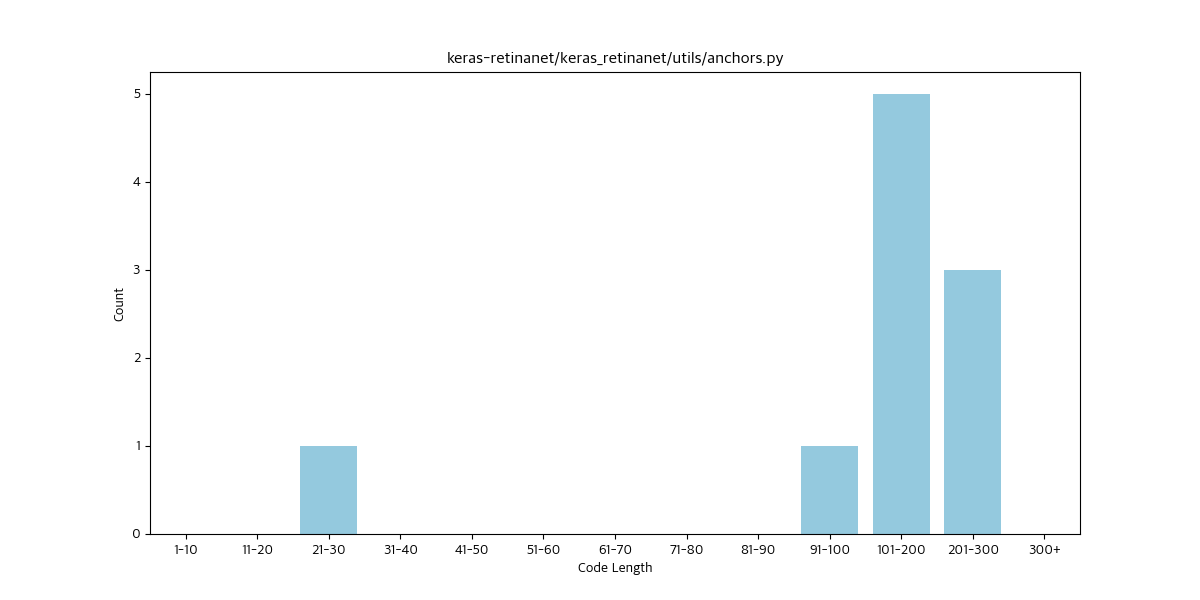 keras-retinanet/keras_retinanet/utils/anchors.py
5
4
3
2
1
0
Count
1-10 11-20 21-30 31-40 41-50 51-60 61-70 71-80 81-90 91-100 101-200 201-300 300+
Code Length